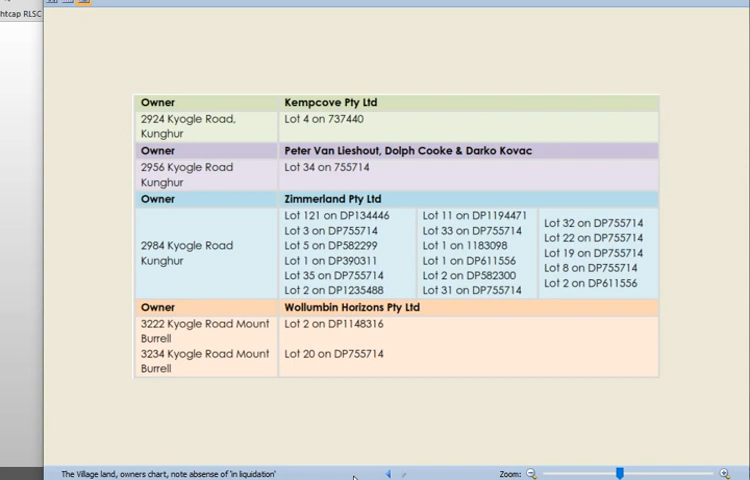 htcap RLSC
Owner Kempcove Pty Ltd
2924 Kyogle Road, Lot 4 on 737440
Kunghur
Owner Peter Van Lieshout, Dolph Cooke & Darko Kovac
2956 Kyogle Road Lot 34 on 755714
Kunghur
Owner Zimmerland Pty Ltd
2984 Kyogle Road
Kunghur
Lot 121 on DP134446
Lot 3 on DP755714
Lot 5 on DP582299
Lot 1 on DP390311
Lot 35 on DP755714
Lot 2 on DP1235488
Lot 11 on DP1194471
Lot 33 on DP755714
Lot 1 on 1183098
Lot 1 on DP611556
Lot 2 on DP582300
Lot 31 on DP755714
Lot 32 on DP755714
Lot 22 on DP755714
Lot 19 on DP755714
Lot 8 on DP755714
Lot 2 on DP611556
Owner Wollumbin Horizons Pty Ltd
3222 Kyogle Road Mount Lot 2 on DP1148316
Burrell
3234 Kyogle Road Mount Lot 20 on DP755714
Burrell
The Village land, owners chart, note absense of 'in liquidation' Zoom: